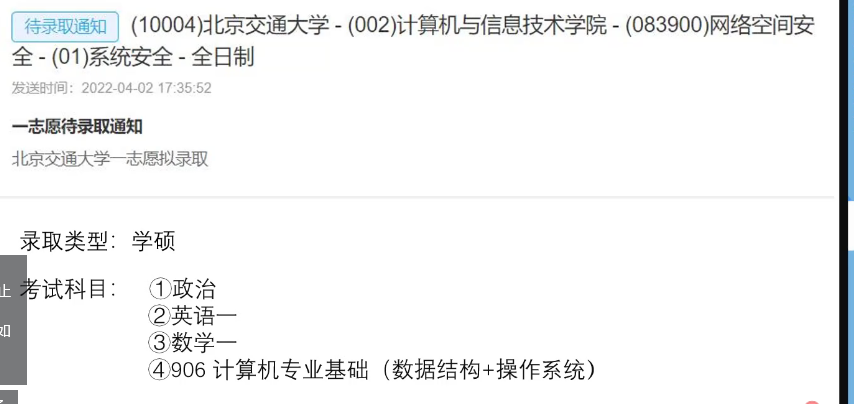 待录取通知 (10004)北京交通大学 - (002)计算机与信息技术学院 - (083900)网络空间安
全 - (01)系统安全 - 全日制
发送时间：2022-04-02 17:35:52
一志愿待录取通知
北京交通大学一志愿拟录取
录取类型：学硕
止
考试科目：①政治
②英语一
如
③数学一
④906 计算机专业基础（数据结构+操作系统）